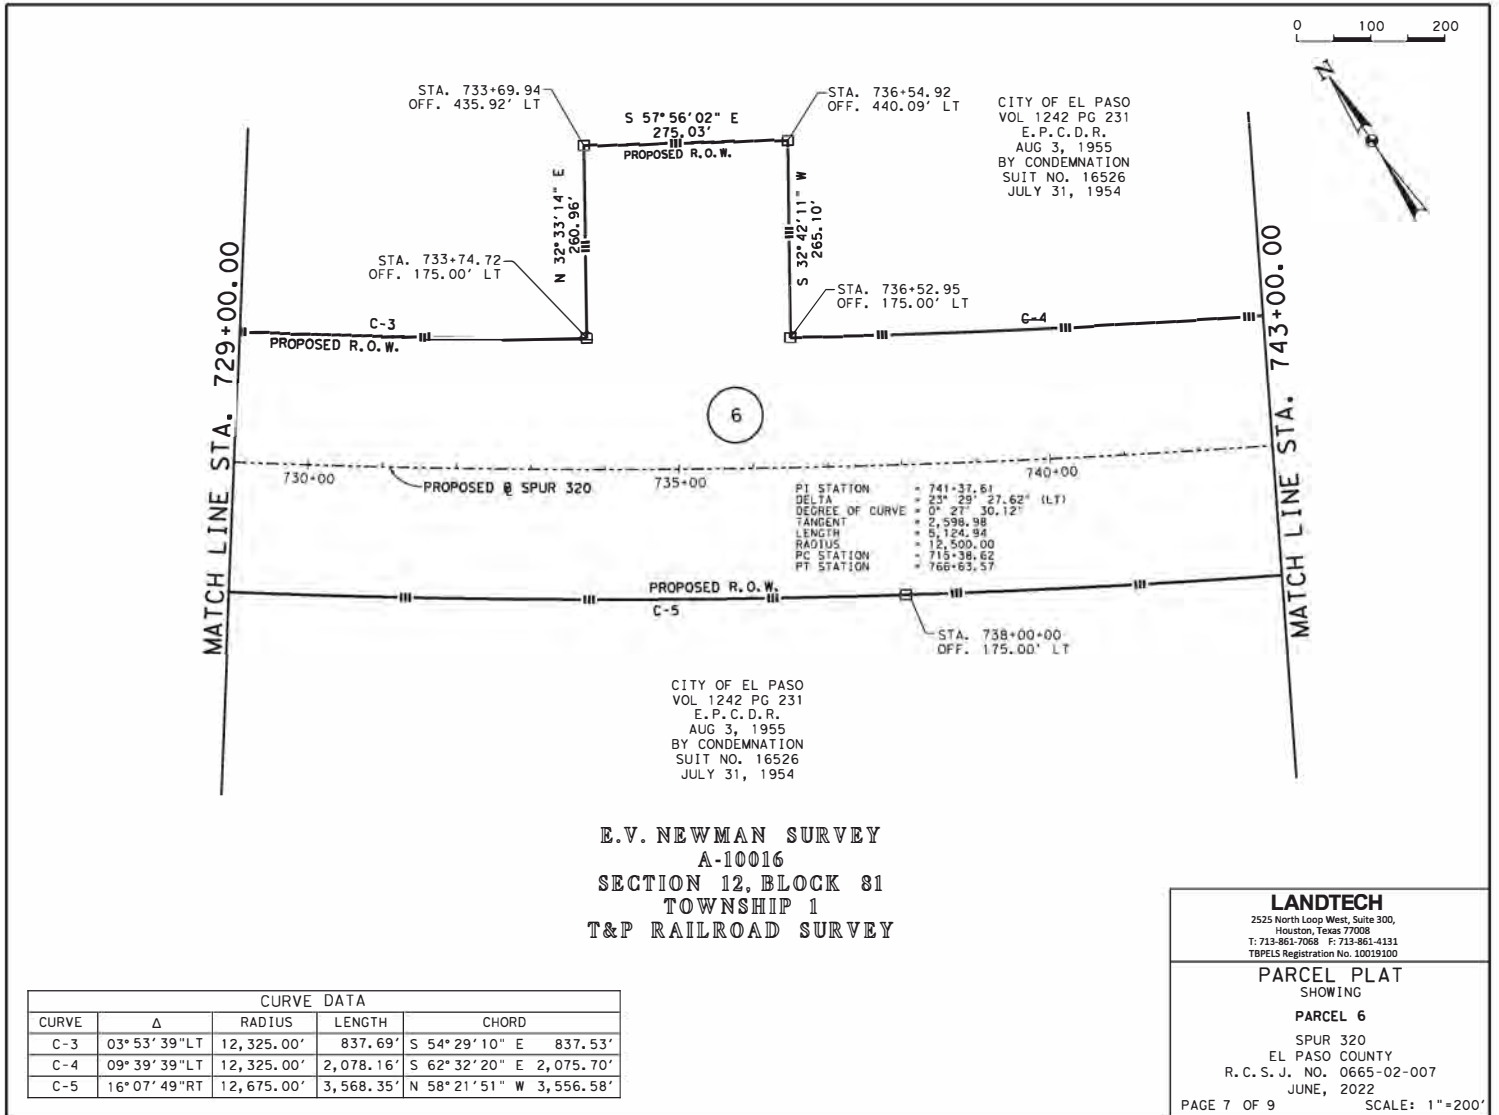 0 100 200
N
STA. 733+69.94
OFF. 435.92' LT
S 57°56'02" E
275.03'
PROPOSED R.O.W.
STA. 736+54.92
OFF. 440.09' LT
CITY OF EL PASO
VOL 1242 PG 231
E.P.C.D.R.
AUG 3, 1955
BY CONDEMNATION
SUIT NO. 16526
JULY 31, 1954
N 32°33'14" E
260.96'
S 32°42'11" W
265.10'
STA. 733+74.72
OFF. 175.00' LT
STA. 736+52.95
OFF. 175.00' LT
C-3
PROPOSED R.O.W.
C-4
MATCH LINE STA. 729+00.00
MATCH LINE STA. 743+00.00
6
730+00
PROPOSED ℄ SPUR 320
735+00
740+00
PI STATION = 741+37.61
DELTA = 23° 29' 27.62" (LT)
DEGREE OF CURVE = 0° 27' 30.12"
TANGENT = 2,598.98
LENGTH = 5,124.94
RADIUS = 12,500.00
PC STATION = 715+38.62
PT STATION = 766+63.57
PROPOSED R.O.W.
C-5
STA. 738+00+00
OFF. 175.00' LT
CITY OF EL PASO
VOL 1242 PG 231
E.P.C.D.R.
AUG 3, 1955
BY CONDEMNATION
SUIT NO. 16526
JULY 31, 1954
E.V. NEWMAN SURVEY
A-10016
SECTION 12, BLOCK 81
TOWNSHIP 1
T&P RAILROAD SURVEY
CURVE DATA
CURVE Δ RADIUS LENGTH CHORD
C-3 03°53'39"LT 12,325.00' 837.69' S 54°29'10" E 837.53'
C-4 09°39'39"LT 12,325.00' 2,078.16' S 62°32'20" E 2,075.70'
C-5 16°07'49"RT 12,675.00' 3,568.35' N 58°21'51" W 3,556.58'
LANDTECH
2525 North Loop West, Suite 300,
Houston, Texas 77008
T: 713-861-7068 F: 713-861-4131
TBPELS Registration No. 10019100
PARCEL PLAT
SHOWING
PARCEL 6
SPUR 320
EL PASO COUNTY
R.C.S.J. NO. 0665-02-007
JUNE, 2022
PAGE 7 OF 9 SCALE: 1"=200'